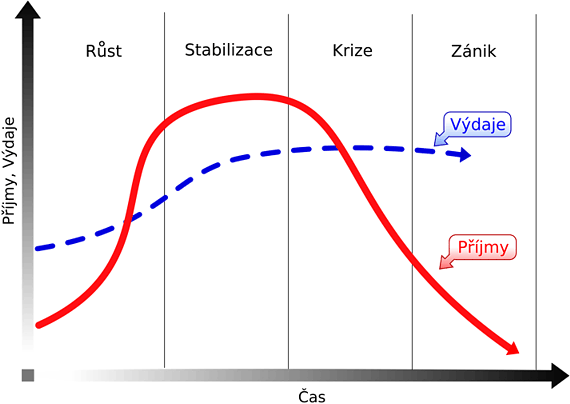 Růst
Stabilizace
Krize
Zánik
Výdaje
Příjmy
Příjmy, Výdaje
Čas